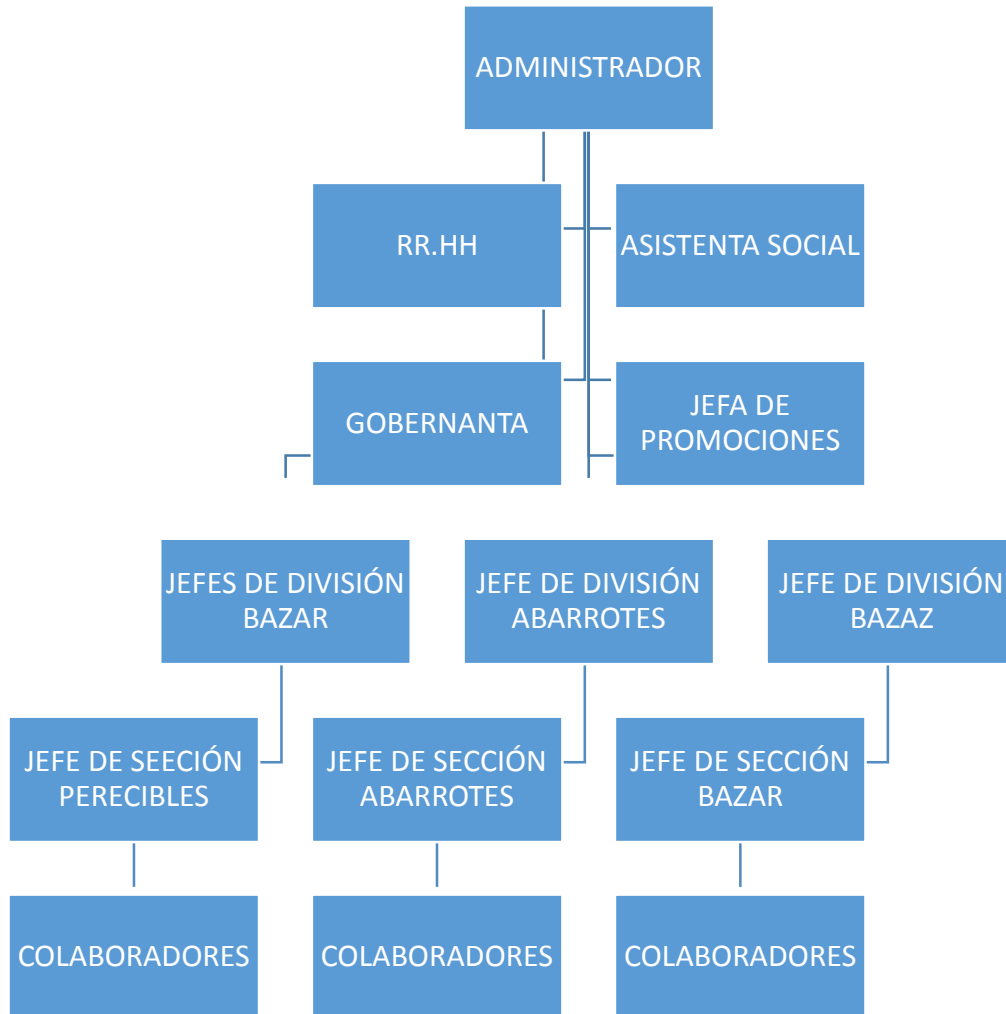 ADMINISTRADOR
RR.HH
ASISTENTA SOCIAL
GOBERNANTA
JEFA DE
PROMOCIONES
JEFES DE DIVISIÓN
BAZAR
JEFE DE DIVISIÓN
ABARROTES
JEFE DE DIVISIÓN
BAZAZ
JEFE DE SEECIÓN
PERECIBLES
JEFE DE SECCIÓN
ABARROTES
JEFE DE SECCIÓN
BAZAR
COLABORADORES
COLABORADORES
COLABORADORES